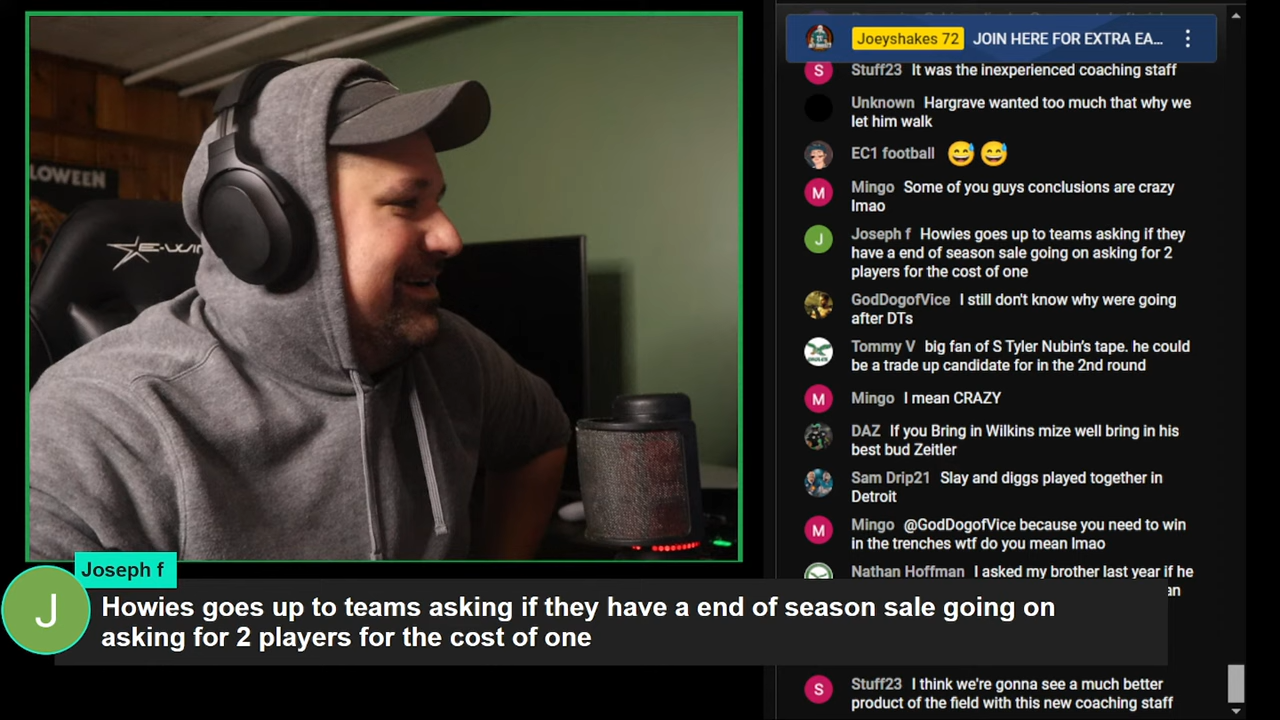 Joeyshakes 72 JOIN HERE FOR EXTRA EA...
Stuff23 It was the inexperienced coaching staff
Unknown Hargrave wanted too much that why we
let him walk
EC1 football 😅😅
M
Mingo Some of you guys conclusions are crazy
lmao
J
Joseph f Howies goes up to teams asking if they
have a end of season sale going on asking for 2
players for the cost of one
GodDogofVice I still don't know why were going
after DTs
Tommy V big fan of S Tyler Nubin's tape. he could
be a trade up candidate for in the 2nd round
M
Mingo I mean CRAZY
DAZ If you Bring in Wilkins mize well bring in his
best bud Zeitler
Sam Drip21 Slay and diggs played together in
Detroit
M
Mingo @GodDogofVice because you need to win
in the trenches wtf do you mean lmao
Nathan Hoffman I asked my brother last year if he
an
S
Stuff23 I think we're gonna see a much better
product of the field with this new coaching staff
LOWEEN
E-WI
Joseph f
J
Howies goes up to teams asking if they have a end of season sale going on
asking for 2 players for the cost of one